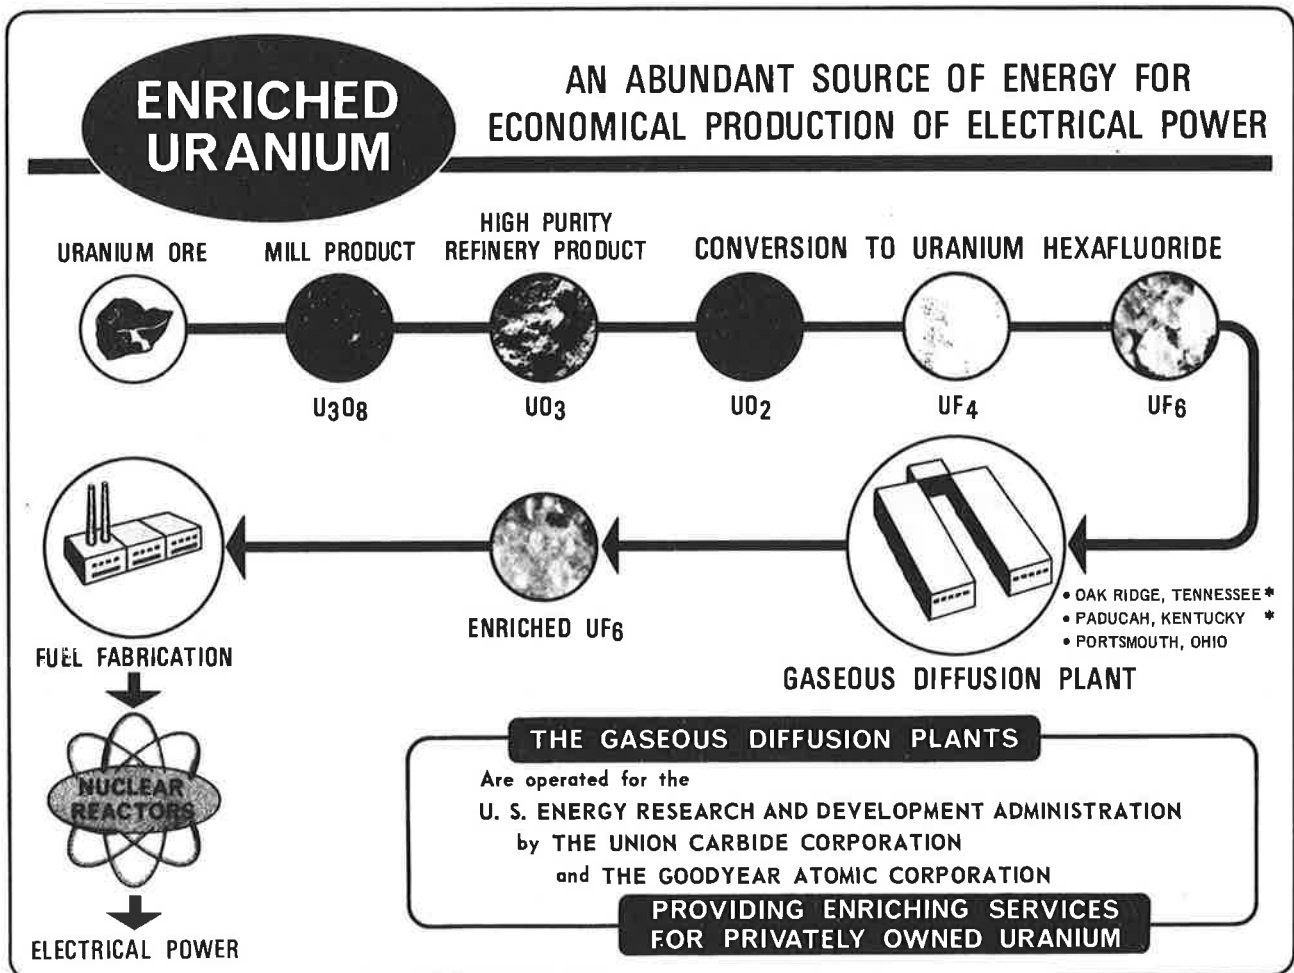 ENRICHED
URANIUM
AN ABUNDANT SOURCE OF ENERGY FOR
ECONOMICAL PRODUCTION OF ELECTRICAL POWER
URANIUM ORE
MILL PRODUCT
HIGH PURITY
REFINERY PRODUCT
CONVERSION TO URANIUM HEXAFLUORIDE
U3O8
UO3
UO2
UF4
UF6
FUEL FABRICATION
ENRICHED UF6
• OAK RIDGE, TENNESSEE*
• PADUCAH, KENTUCKY *
• PORTSMOUTH, OHIO
GASEOUS DIFFUSION PLANT
NUCLEAR
REACTORS
ELECTRICAL POWER
THE GASEOUS DIFFUSION PLANTS
Are operated for the
U. S. ENERGY RESEARCH AND DEVELOPMENT ADMINISTRATION
by THE UNION CARBIDE CORPORATION
and THE GOODYEAR ATOMIC CORPORATION
PROVIDING ENRICHING SERVICES
FOR PRIVATELY OWNED URANIUM